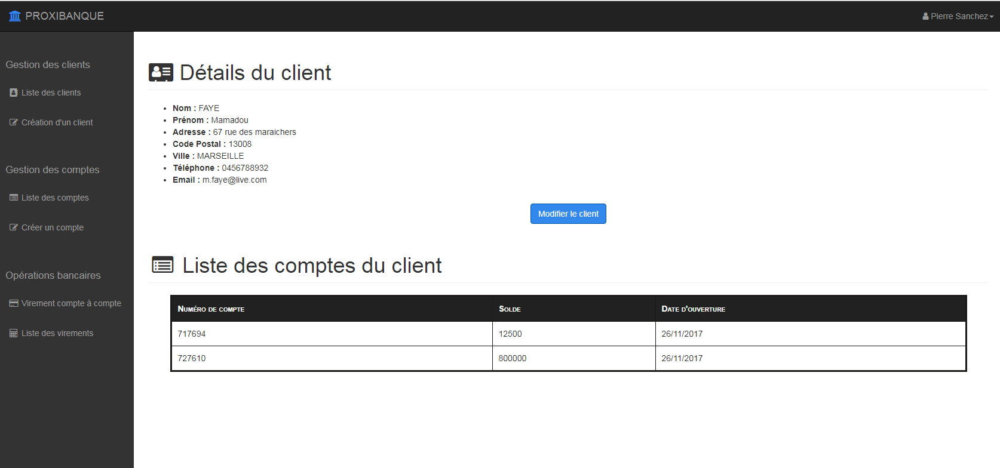 PROXIBANQUE
Pierre Sanchez
Gestion des clients
Liste des clients
Création d'un client
Gestion des comptes
Liste des comptes
Créer un compte
Opérations bancaires
Virement compte à compte
Liste des virements
Détails du client
Nom : FAYE
Prénom : Mamadou
Adresse : 67 rue des maraichers
Code Postal : 13008
Ville : MARSEILLE
Téléphone : 0456788932
Email : m.faye@live.com
Modifier le client
Liste des comptes du client
Numéro de compte Solde Date d'ouverture
717694 12500 26/11/2017
727610 800000 26/11/2017